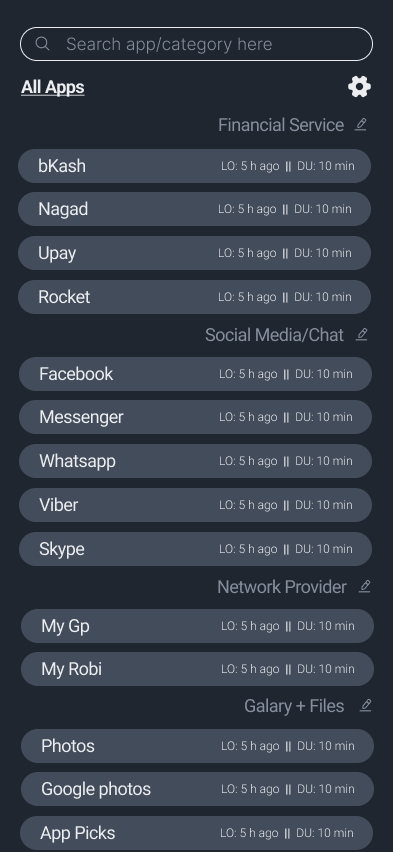 Search app/category here
All Apps
Financial Service
bKash LO: 5 h ago || DU: 10 min
Nagad LO: 5 h ago || DU: 10 min
Upay LO: 5 h ago || DU: 10 min
Rocket LO: 5 h ago || DU: 10 min
Social Media/Chat
Facebook LO: 5 h ago || DU: 10 min
Messenger LO: 5 h ago || DU: 10 min
Whatsapp LO: 5 h ago || DU: 10 min
Viber LO: 5 h ago || DU: 10 min
Skype LO: 5 h ago || DU: 10 min
Network Provider
My Gp LO: 5 h ago || DU: 10 min
My Robi LO: 5 h ago || DU: 10 min
Galary + Files
Photos LO: 5 h ago || DU: 10 min
Google photos LO: 5 h ago || DU: 10 min
App Picks LO: 5 h ago || DU: 10 min